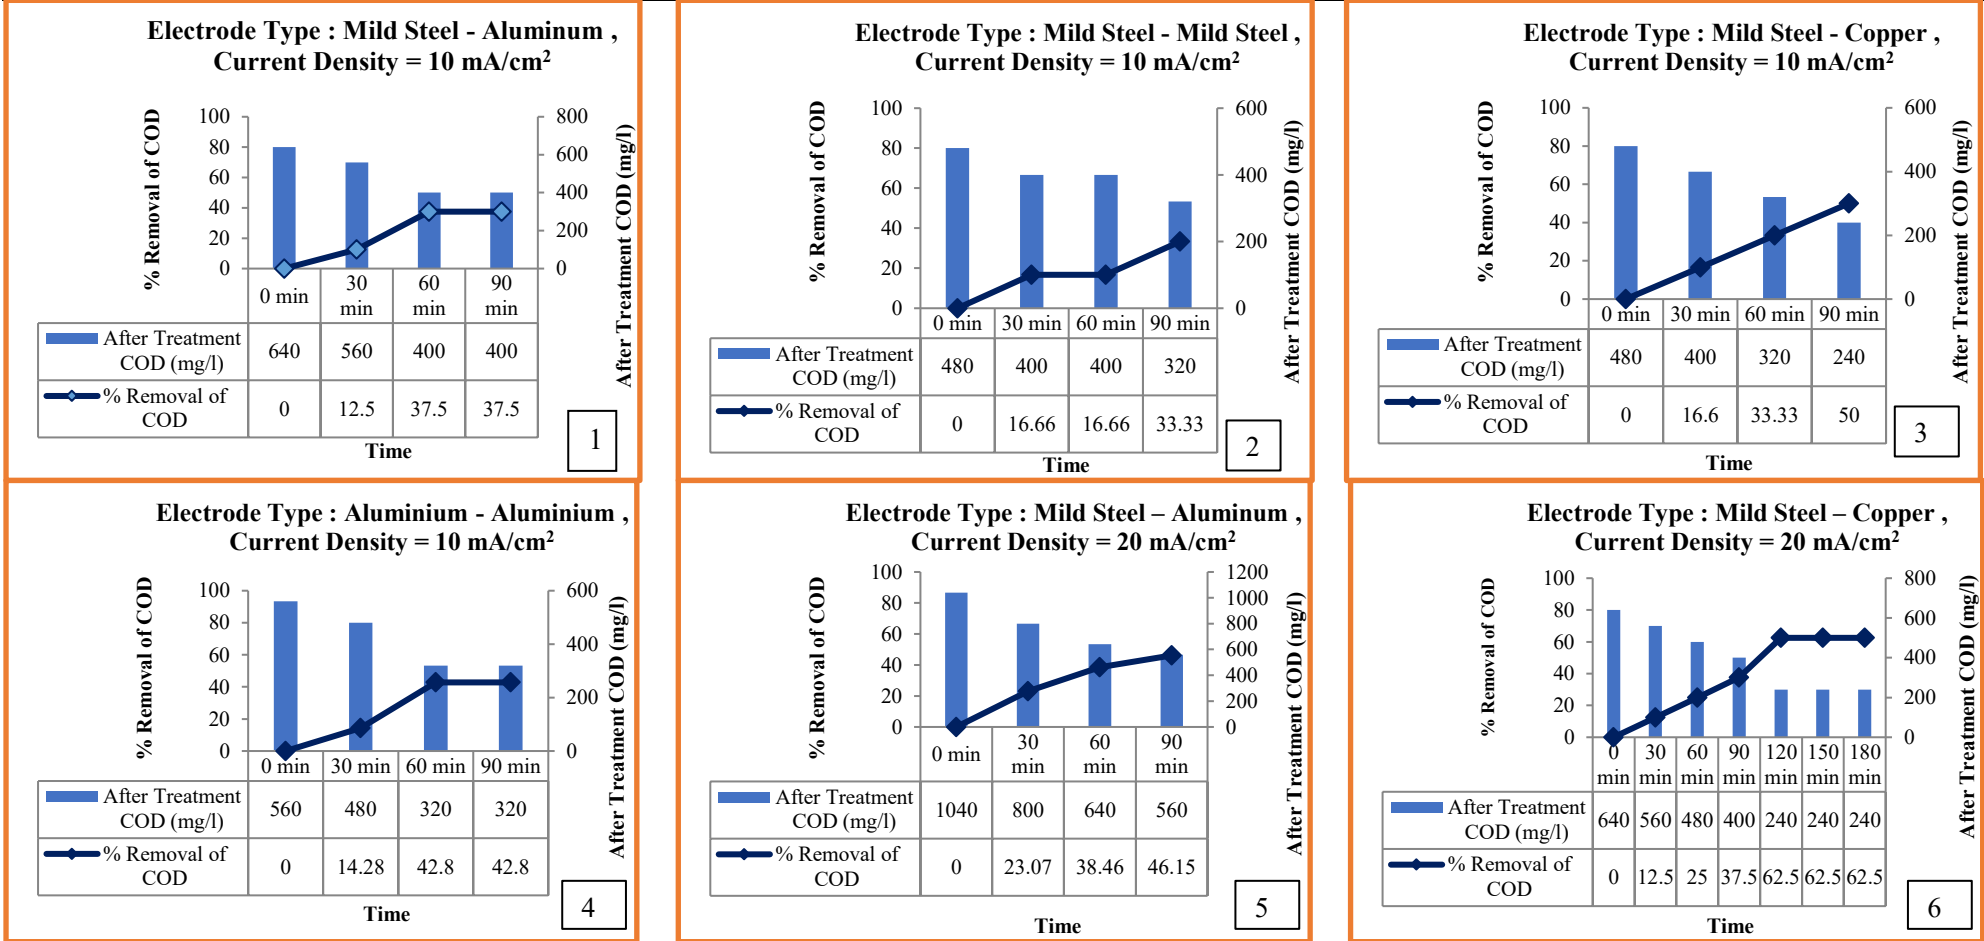 Electrode Type : Mild Steel - Aluminum ,
Current Density = 10 mA/cm²
% Removal of COD
100
80
60
40
20
0
800
600
400
200
0
After Treatment COD (mg/l)
0 min
30 min
60 min
90 min
After Treatment COD (mg/l)
640
560
400
400
% Removal of COD
0
12.5
37.5
37.5
Time
1
Electrode Type : Mild Steel - Mild Steel ,
Current Density = 10 mA/cm²
% Removal of COD
100
80
60
40
20
0
600
400
200
0
After Treatment COD (mg/l)
0 min
30 min
60 min
90 min
After Treatment COD (mg/l)
480
400
400
320
% Removal of COD
0
16.66
16.66
33.33
Time
2
Electrode Type : Mild Steel - Copper ,
Current Density = 10 mA/cm²
% Removal of COD
100
80
60
40
20
0
600
400
200
0
After Treatment COD (mg/l)
0 min
30 min
60 min
90 min
After Treatment COD (mg/l)
480
400
320
240
% Removal of COD
0
16.6
33.33
50
Time
3
Electrode Type : Aluminium - Aluminium ,
Current Density = 10 mA/cm²
% Removal of COD
100
80
60
40
20
0
600
400
200
0
After Treatment COD (mg/l)
0 min
30 min
60 min
90 min
After Treatment COD (mg/l)
560
480
320
320
% Removal of COD
0
14.28
42.8
42.8
Time
4
Electrode Type : Mild Steel – Aluminum ,
Current Density = 20 mA/cm²
% Removal of COD
100
80
60
40
20
0
1200
1000
800
600
400
200
0
After Treatment COD (mg/l)
0 min
30 min
60 min
90 min
After Treatment COD (mg/l)
1040
800
640
560
% Removal of COD
0
23.07
38.46
46.15
Time
5
Electrode Type : Mild Steel – Copper ,
Current Density = 20 mA/cm²
% Removal of COD
100
80
60
40
20
0
800
600
400
200
0
After Treatment COD (mg/l)
0 min
30 min
60 min
90 min
120 min
150 min
180 min
After Treatment COD (mg/l)
640
560
480
400
240
240
240
% Removal of COD
0
12.5
25
37.5
62.5
62.5
62.5
Time
6